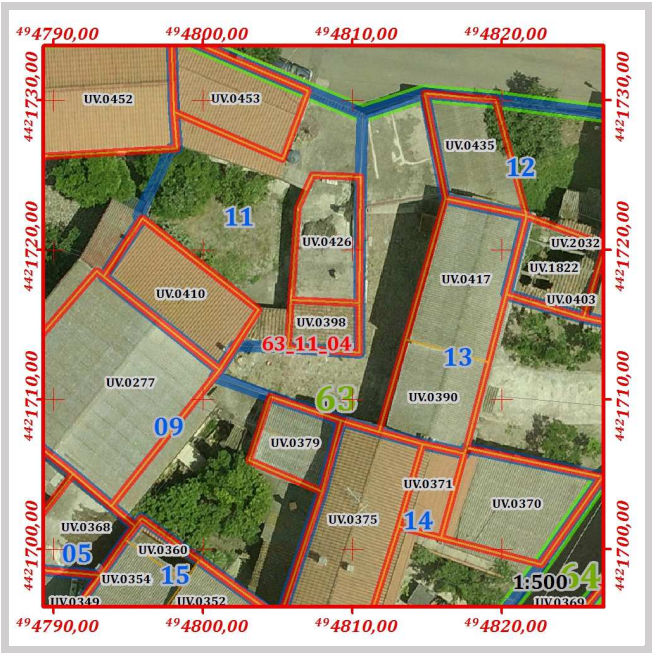 ⁴⁹4790,00 ⁴⁹4800,00 ⁴⁹4810,00 ⁴⁹4820,00
⁴⁴²1730,00 ⁴⁴²1730,00
UV.0452 UV.0453
UV.0435
12
11
⁴⁴²1720,00 ⁴⁴²1720,00
UV.0426 UV.2032
UV.1822
UV.0417
UV.0410 UV.0403
UV.0398
63_11_04
13
UV.0277
⁴⁴²1710,00 63 UV.0390 ⁴⁴²1710,00
09
UV.0379
UV.0371
UV.0370
UV.0375 14
UV.0368
05 UV.0360
⁴⁴²1700,00 ⁴⁴²1700,00
UV.0354 15 1:500 64
UV.0349 UV.0352 UV.0369
⁴⁹4790,00 ⁴⁹4800,00 ⁴⁹4810,00 ⁴⁹4820,00